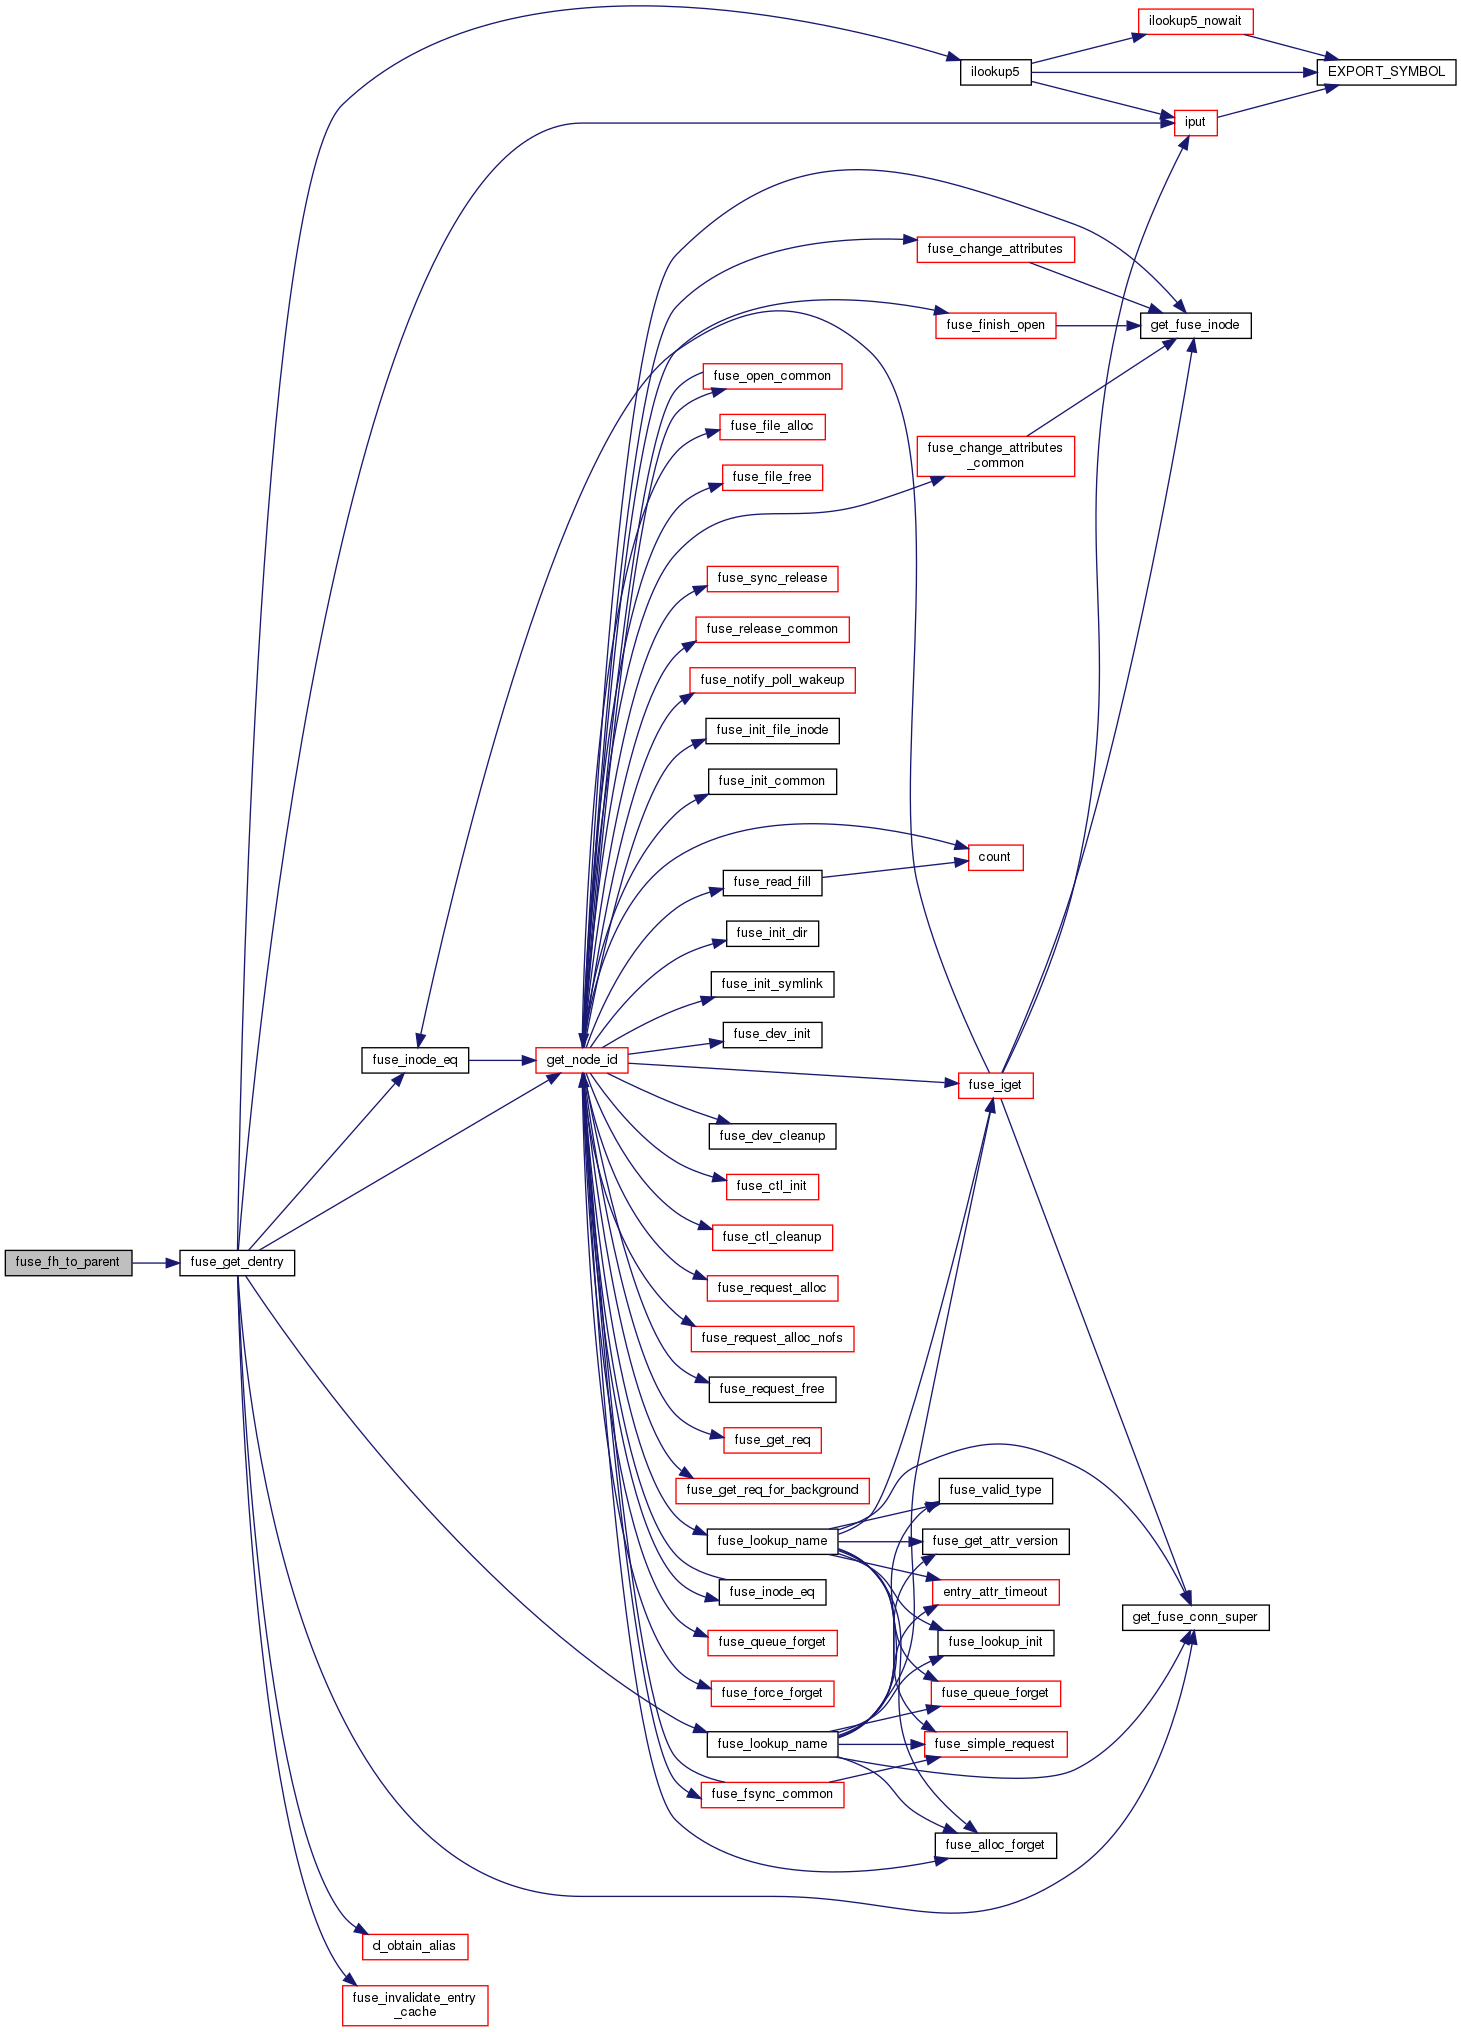 ilookup5_nowait
ilookup5
EXPORT_SYMBOL
iput
fuse_change_attributes
fuse_finish_open
get_fuse_inode
fuse_open_common
fuse_file_alloc
fuse_change_attributes
_common
fuse_file_free
fuse_sync_release
fuse_release_common
fuse_notify_poll_wakeup
fuse_init_file_inode
fuse_init_common
count
fuse_read_fill
fuse_init_dir
fuse_init_symlink
fuse_dev_init
fuse_inode_eq
get_node_id
fuse_iget
fuse_dev_cleanup
fuse_ctl_init
fuse_ctl_cleanup
fuse_fh_to_parent
fuse_get_dentry
fuse_request_alloc
fuse_request_alloc_nofs
fuse_request_free
fuse_get_req
fuse_get_req_for_background
fuse_valid_type
fuse_lookup_name
fuse_get_attr_version
fuse_inode_eq
entry_attr_timeout
get_fuse_conn_super
fuse_queue_forget
fuse_lookup_init
fuse_force_forget
fuse_queue_forget
fuse_lookup_name
fuse_simple_request
fuse_fsync_common
fuse_alloc_forget
d_obtain_alias
fuse_invalidate_entry
_cache